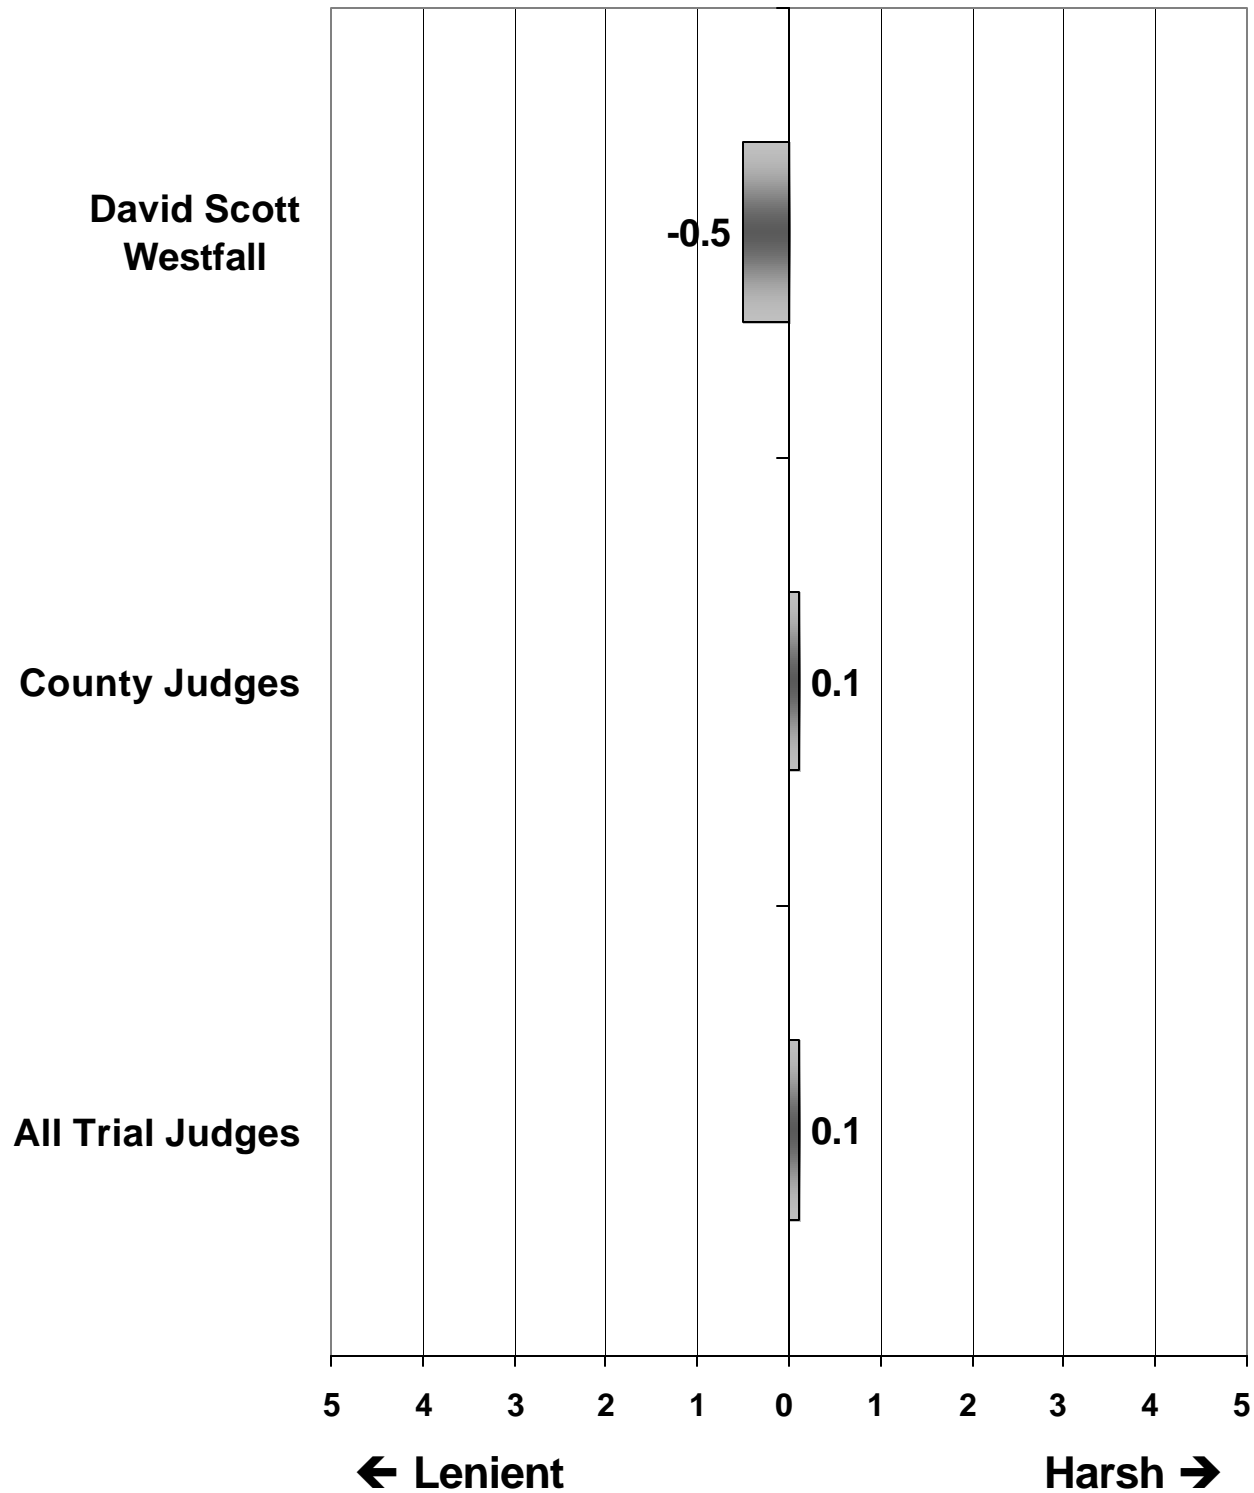 David Scott
Westfall
-0.5
County Judges
0.1
All Trial Judges
0.1
5 4 3 2 1 0 1 2 3 4 5
← Lenient Harsh →